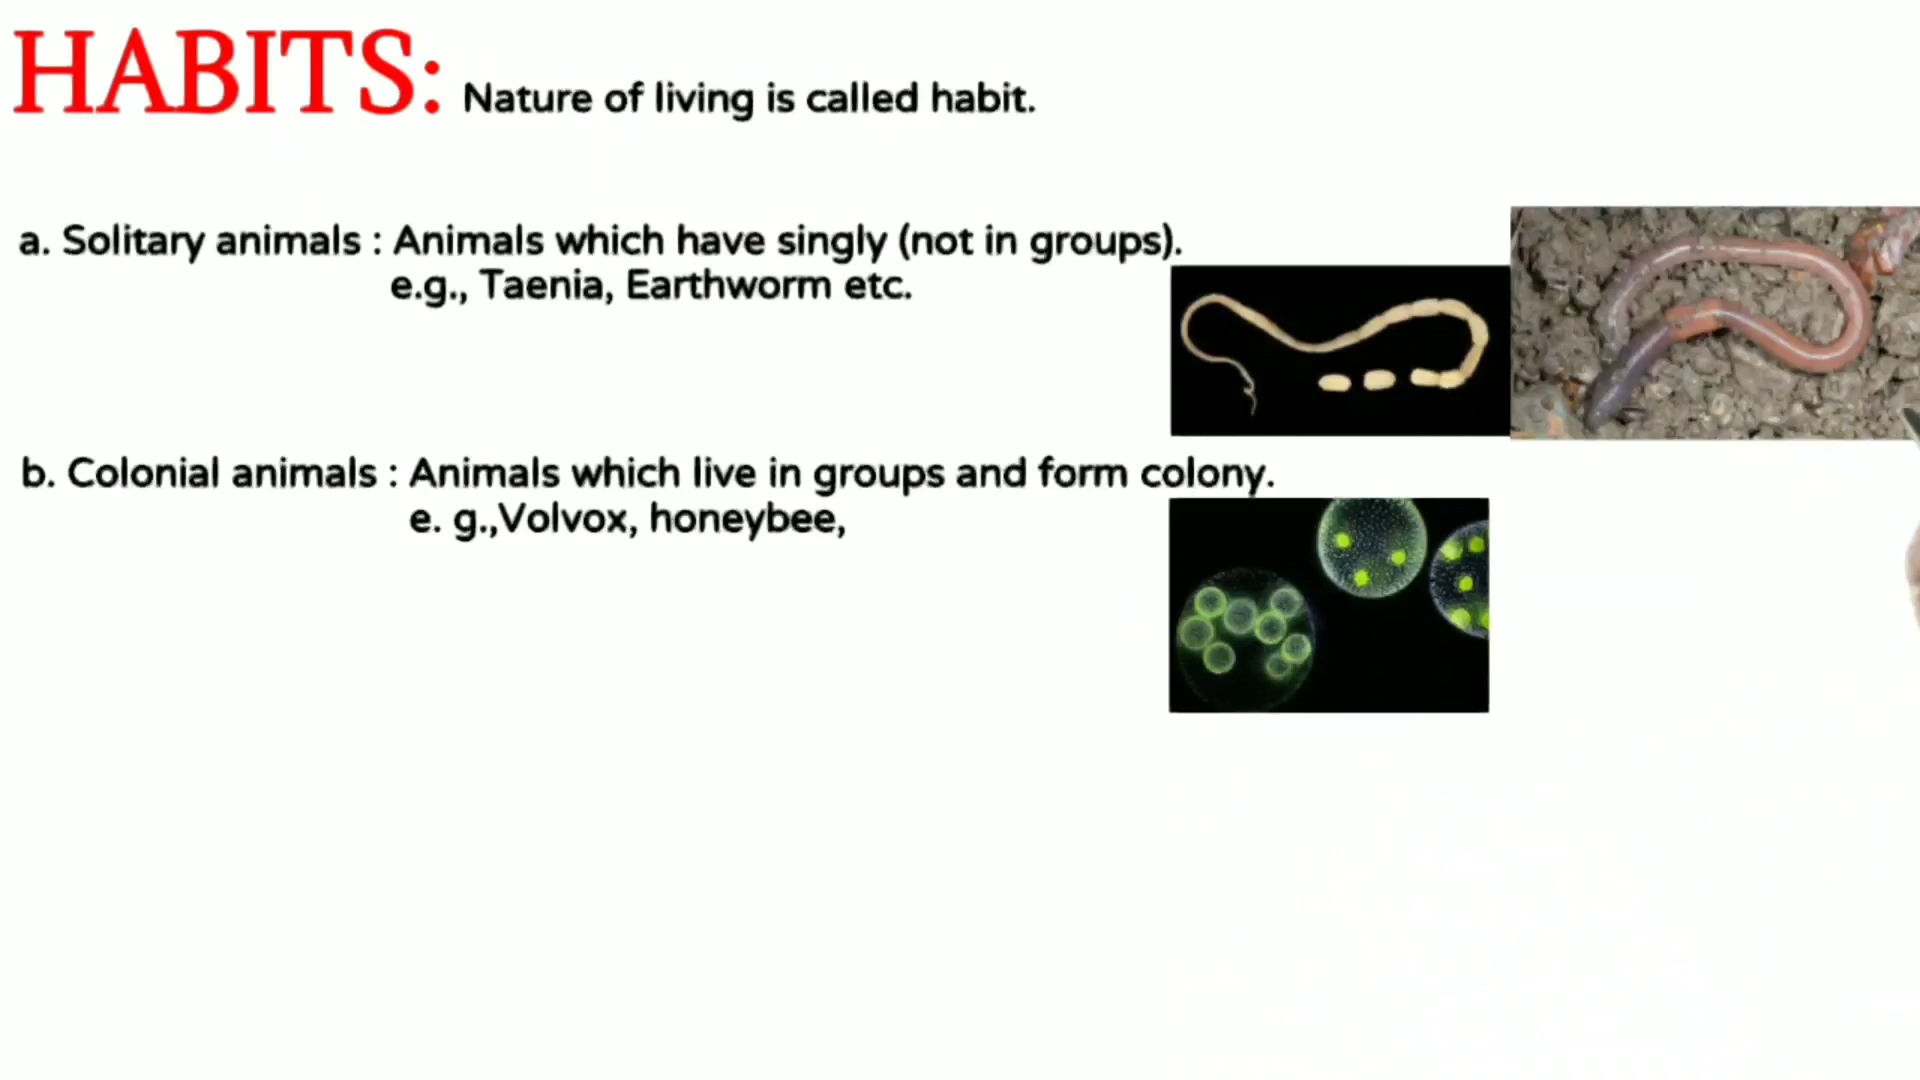 HABITS: Nature of living is called habit.
a. Solitary animals : Animals which have singly (not in groups).
e.g., Taenia, Earthworm etc.
b. Colonial animals : Animals which live in groups and form colony.
e. g.,Volvox, honeybee,